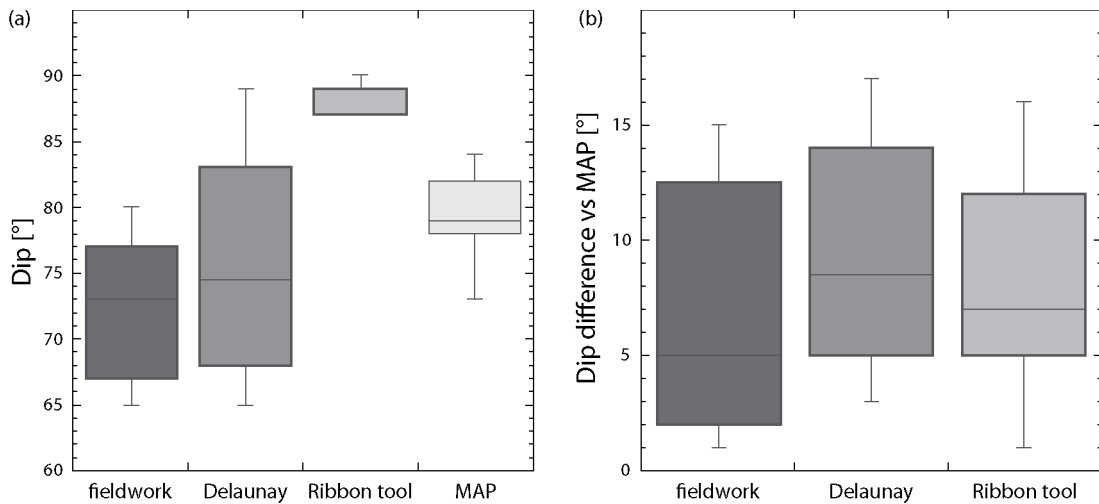 (a)
Dip [°]
90
85
80
75
70
65
60
fieldwork Delaunay Ribbon tool MAP
(b)
Dip difference vs MAP [°]
15
10
5
0
fieldwork Delaunay Ribbon tool